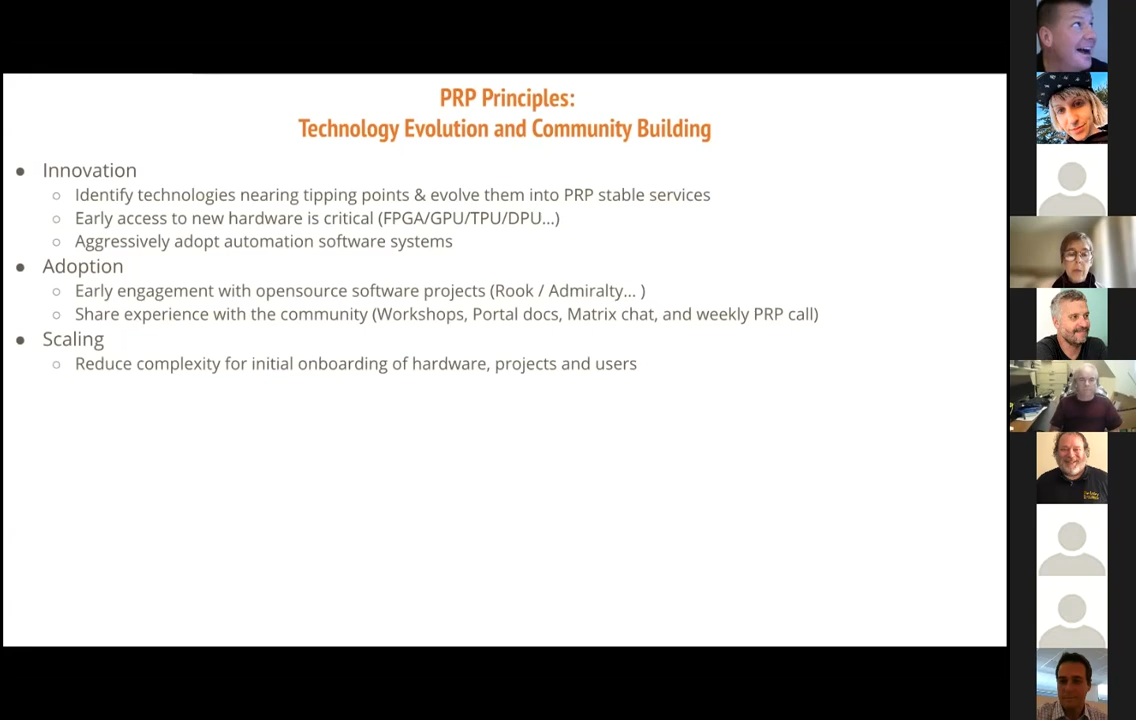 PRP Principles:
Technology Evolution and Community Building
● Innovation
○ Identify technologies nearing tipping points & evolve them into PRP stable services
○ Early access to new hardware is critical (FPGA/GPU/TPU/DPU...)
○ Aggressively adopt automation software systems
● Adoption
○ Early engagement with opensource software projects (Rook / Admiralty... )
○ Share experience with the community (Workshops, Portal docs, Matrix chat, and weekly PRP call)
● Scaling
○ Reduce complexity for initial onboarding of hardware, projects and users